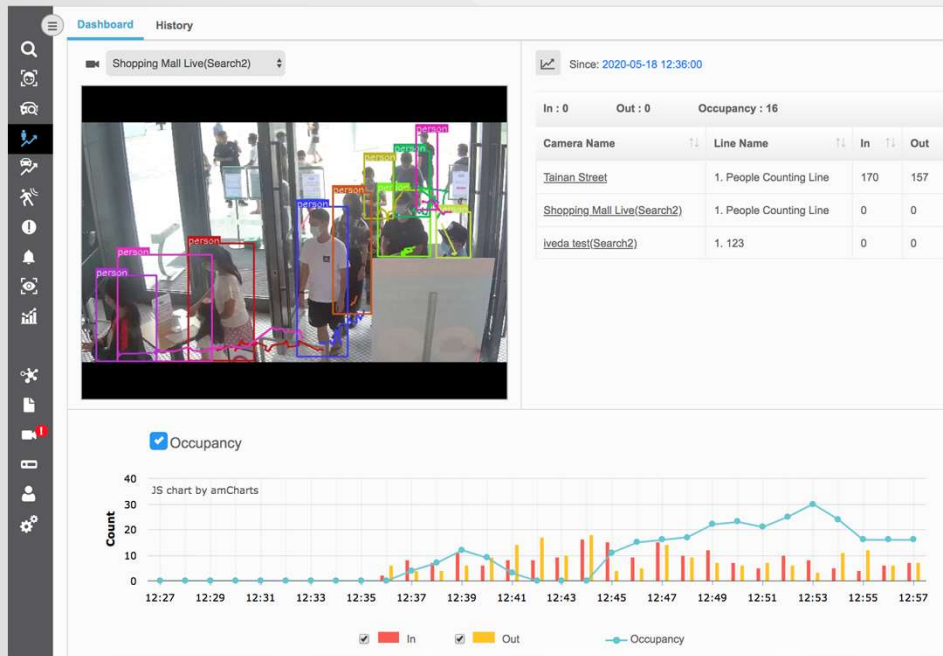 Dashboard History
Shopping Mall Live(Search2)
person
person
person
person
person
person
person
person
person
Since: 2020-05-18 12:36:00
In : 0 Out : 0 Occupancy : 16
Camera Name Line Name In Out
Tainan Street 1. People Counting Line 170 157
Shopping Mall Live(Search2) 1. People Counting Line 0 0
iveda test(Search2) 1. 123 0 0
Occupancy
JS chart by amCharts
Count
40
30
20
10
0
12:27 12:29 12:31 12:33 12:35 12:37 12:39 12:41 12:43 12:45 12:47 12:49 12:51 12:53 12:55 12:57
In Out Occupancy